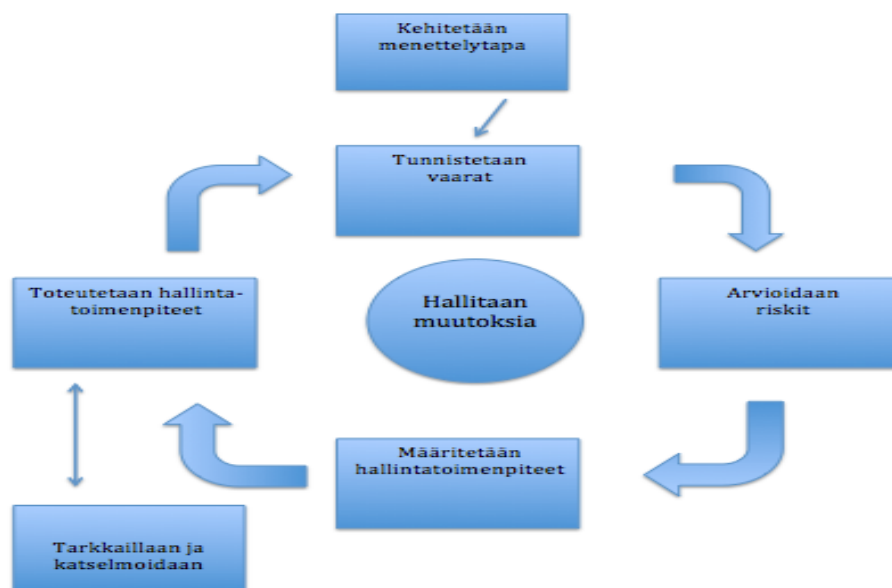 Kehitetään
menettelytapa
Tunnistetaan
vaarat
Toteutetaan hallinta-
toimenpiteet
Hallitaan
muutoksia
Arvioidaan
riskit
Määritetään
hallintatoimenpiteet
Tarkkaillaan ja
katselmoidaan